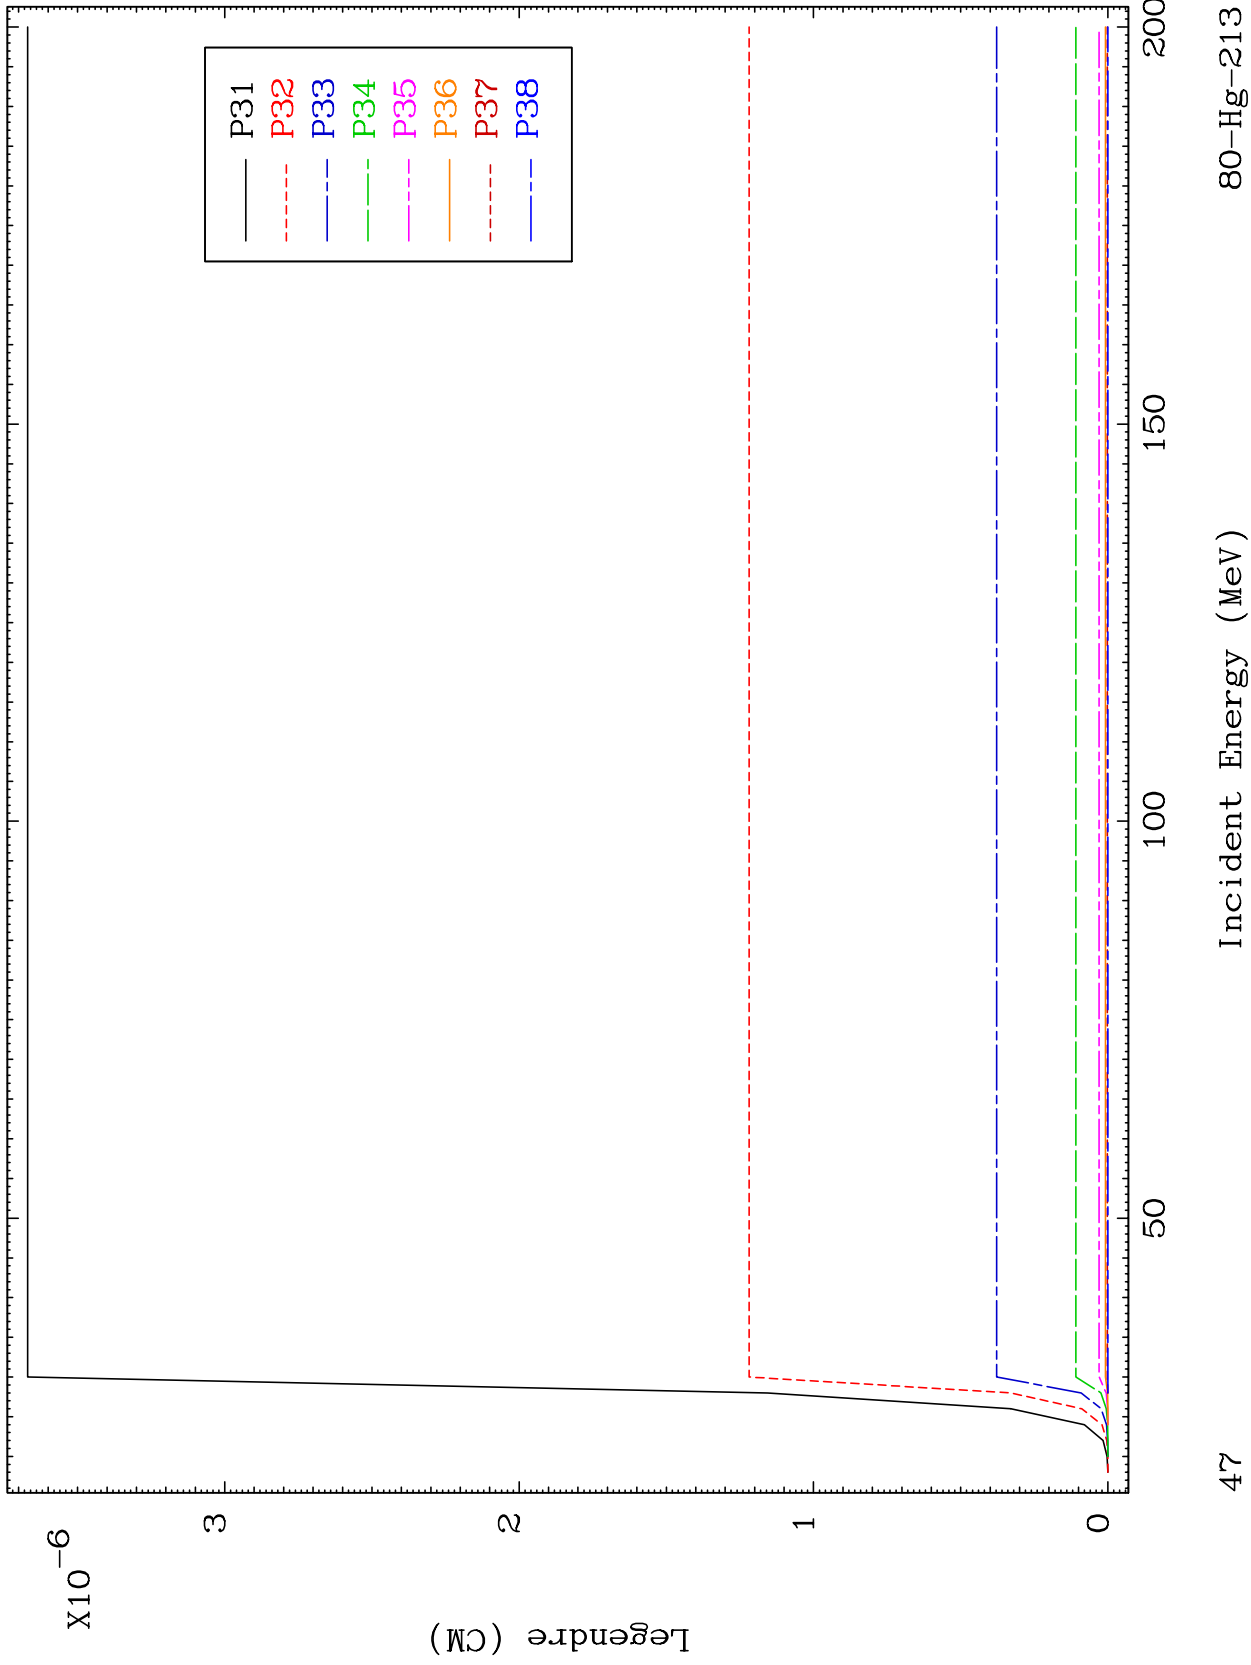 X10-6
Legendre (CM)
3
2
1
0
P31
P32
P33
P34
P35
P36
P37
P38
50
100
150
200
Incident Energy (MeV)
47
80-Hg-213